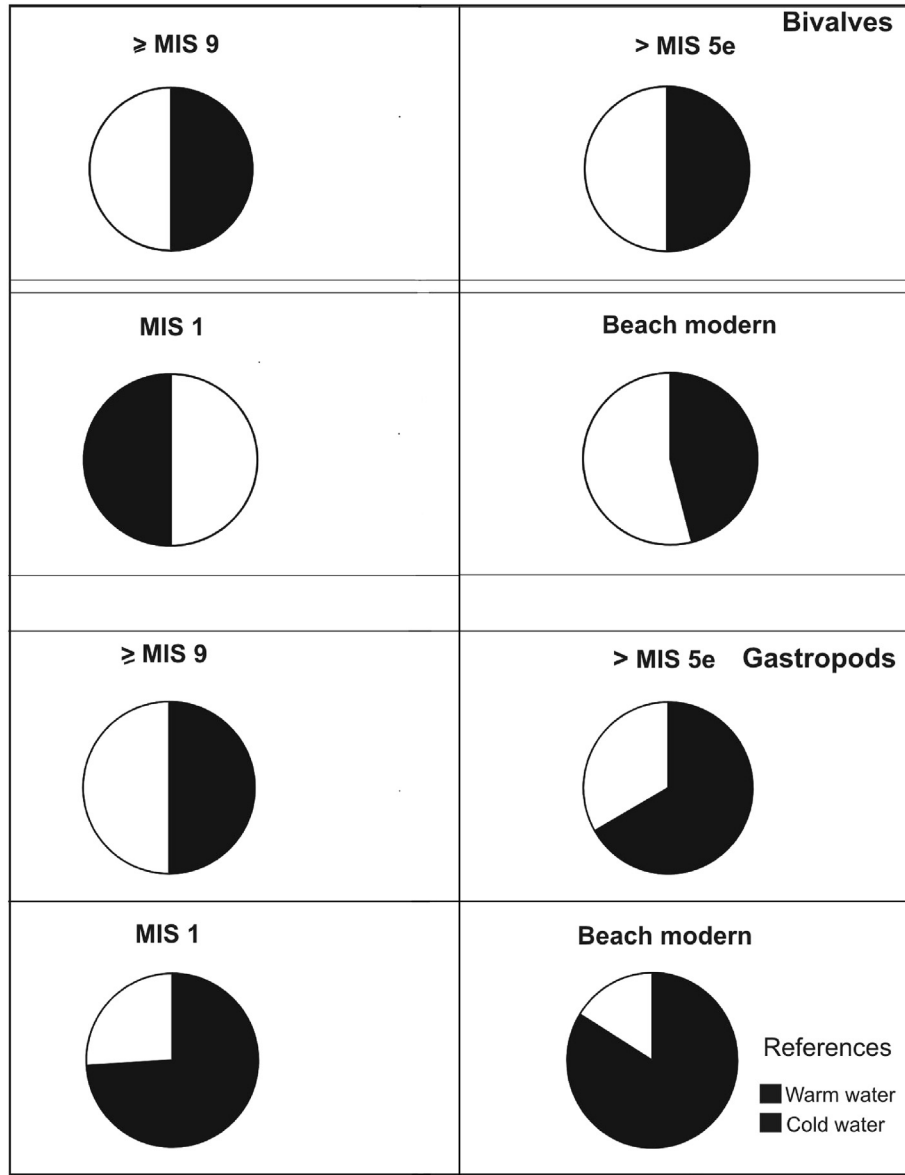 Bivalves
≥ MIS 9
> MIS 5e
MIS 1
Beach modern
≥ MIS 9
> MIS 5e
Gastropods
MIS 1
Beach modern
References
Warm water
Cold water